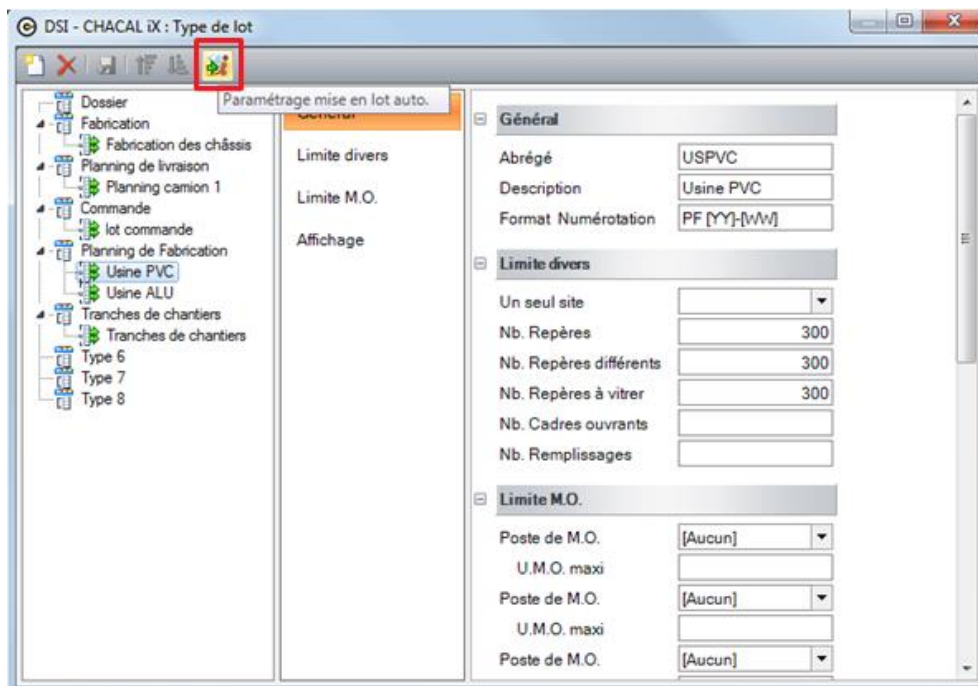 DSI - CHACAL iX : Type de lot
Paramétrage mise en lot auto.
Dossier
Fabrication
Fabrication des châssis
Planning de livraison
Planning camion 1
Commande
lot commande
Planning de Fabrication
Usine PVC
Usine ALU
Tranches de chantiers
Tranches de chantiers
Type 6
Type 7
Type 8
Général
Limite divers
Limite M.O.
Affichage
Général
Abrégé USPVC
Description Usine PVC
Format Numérotation PF [YY]-[WW]
Limite divers
Un seul site
Nb. Repères 300
Nb. Repères différents 300
Nb. Repères à vitrer 300
Nb. Cadres ouvrants
Nb. Remplissages
Limite M.O.
Poste de M.O. [Aucun]
U.M.O. maxi
Poste de M.O. [Aucun]
U.M.O. maxi
Poste de M.O. [Aucun]